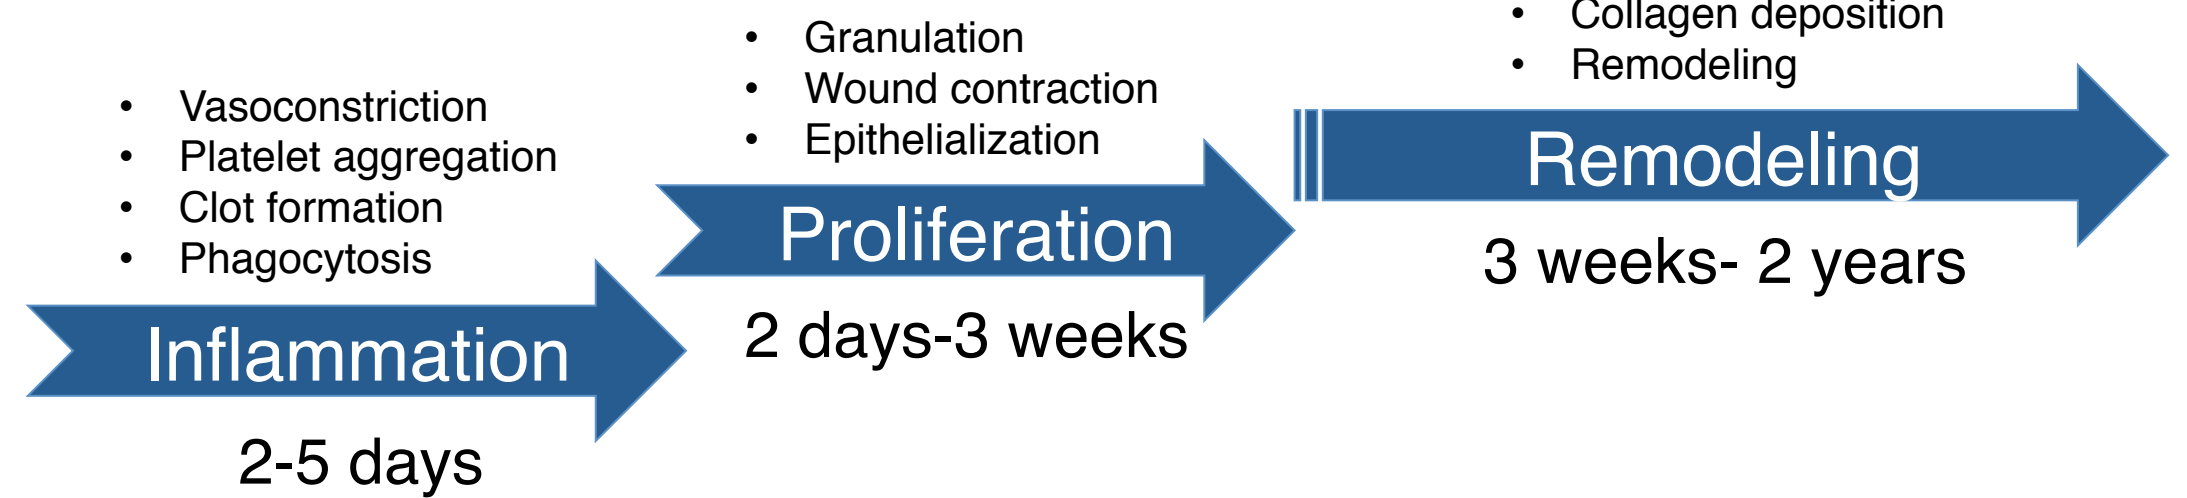 • Vasoconstriction
• Platelet aggregation
• Clot formation
• Phagocytosis
Inflammation
2-5 days
• Granulation
• Wound contraction
• Epithelialization
Proliferation
2 days-3 weeks
• Collagen deposition
• Remodeling
Remodeling
3 weeks- 2 years